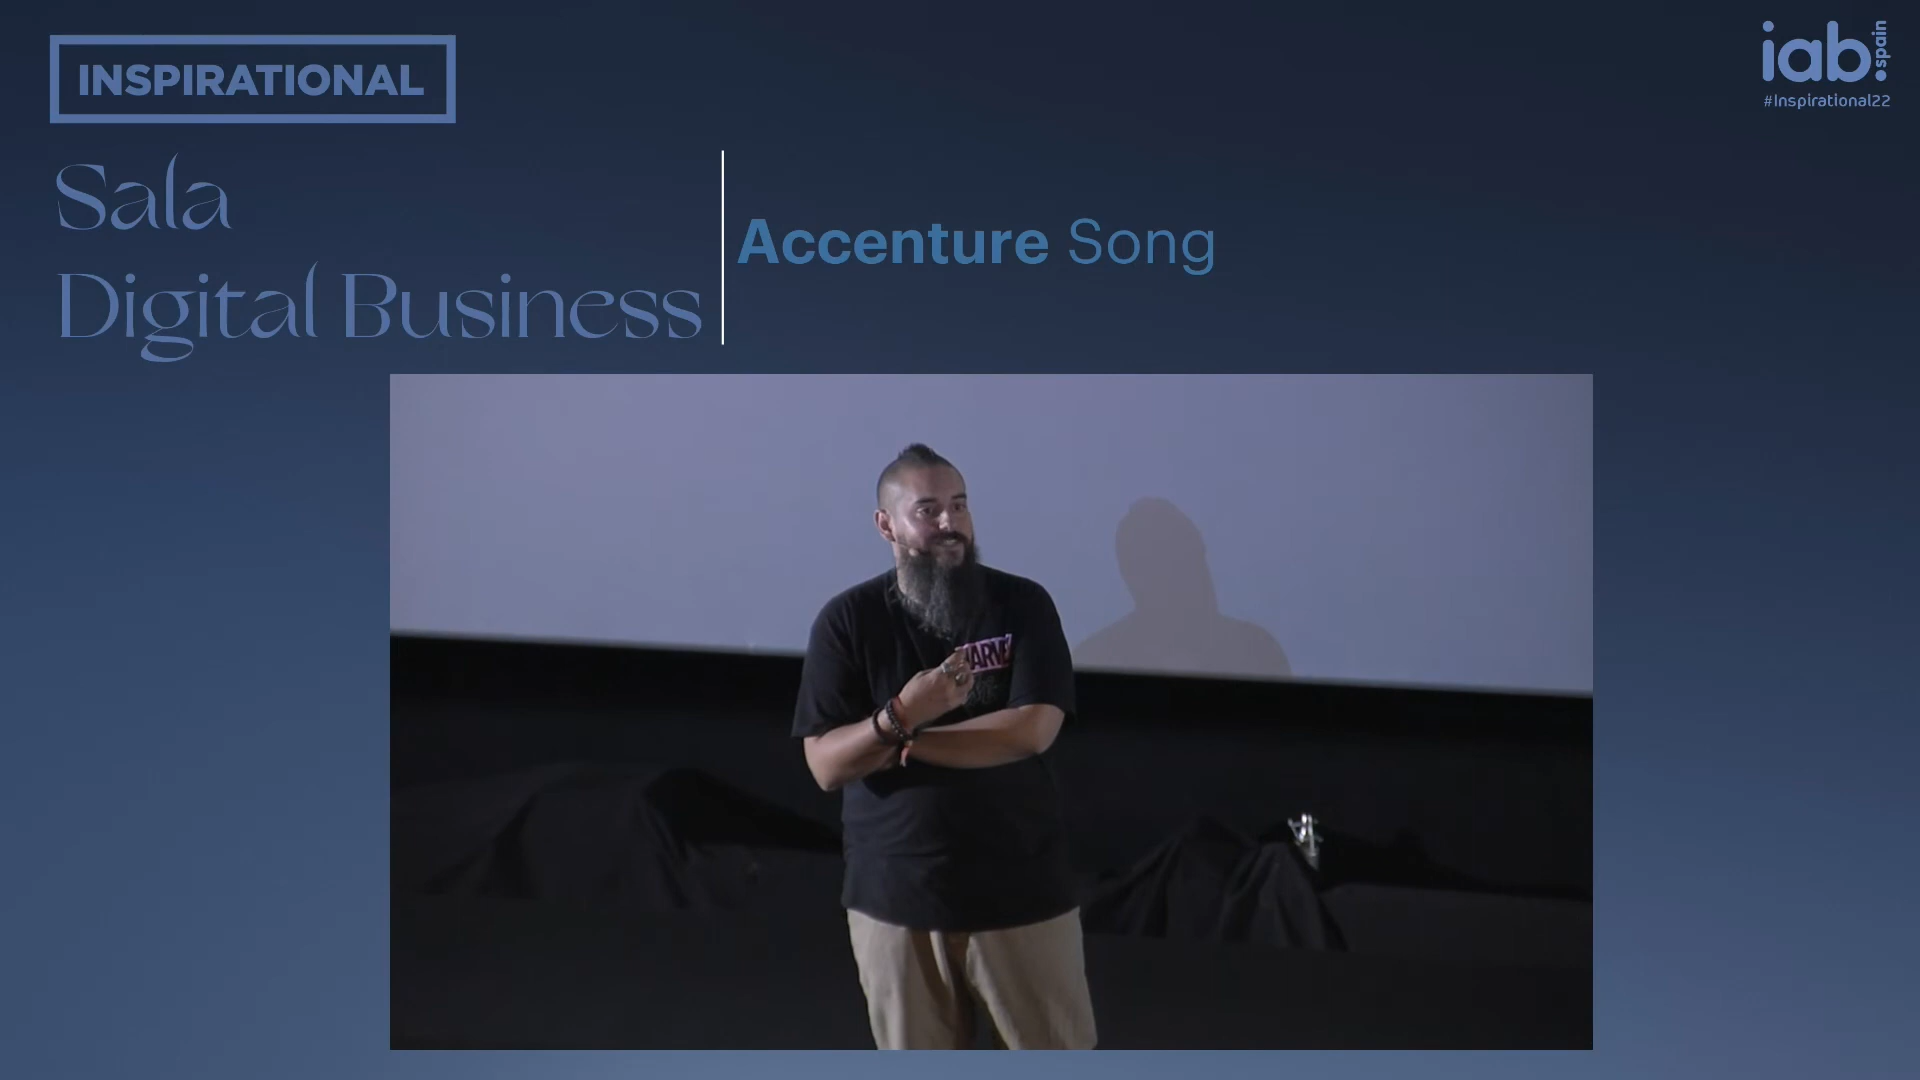 INSPIRATIONAL
iab.spain
#Inspirational22
Sala
Digital Business
Accenture Song
MARVEL